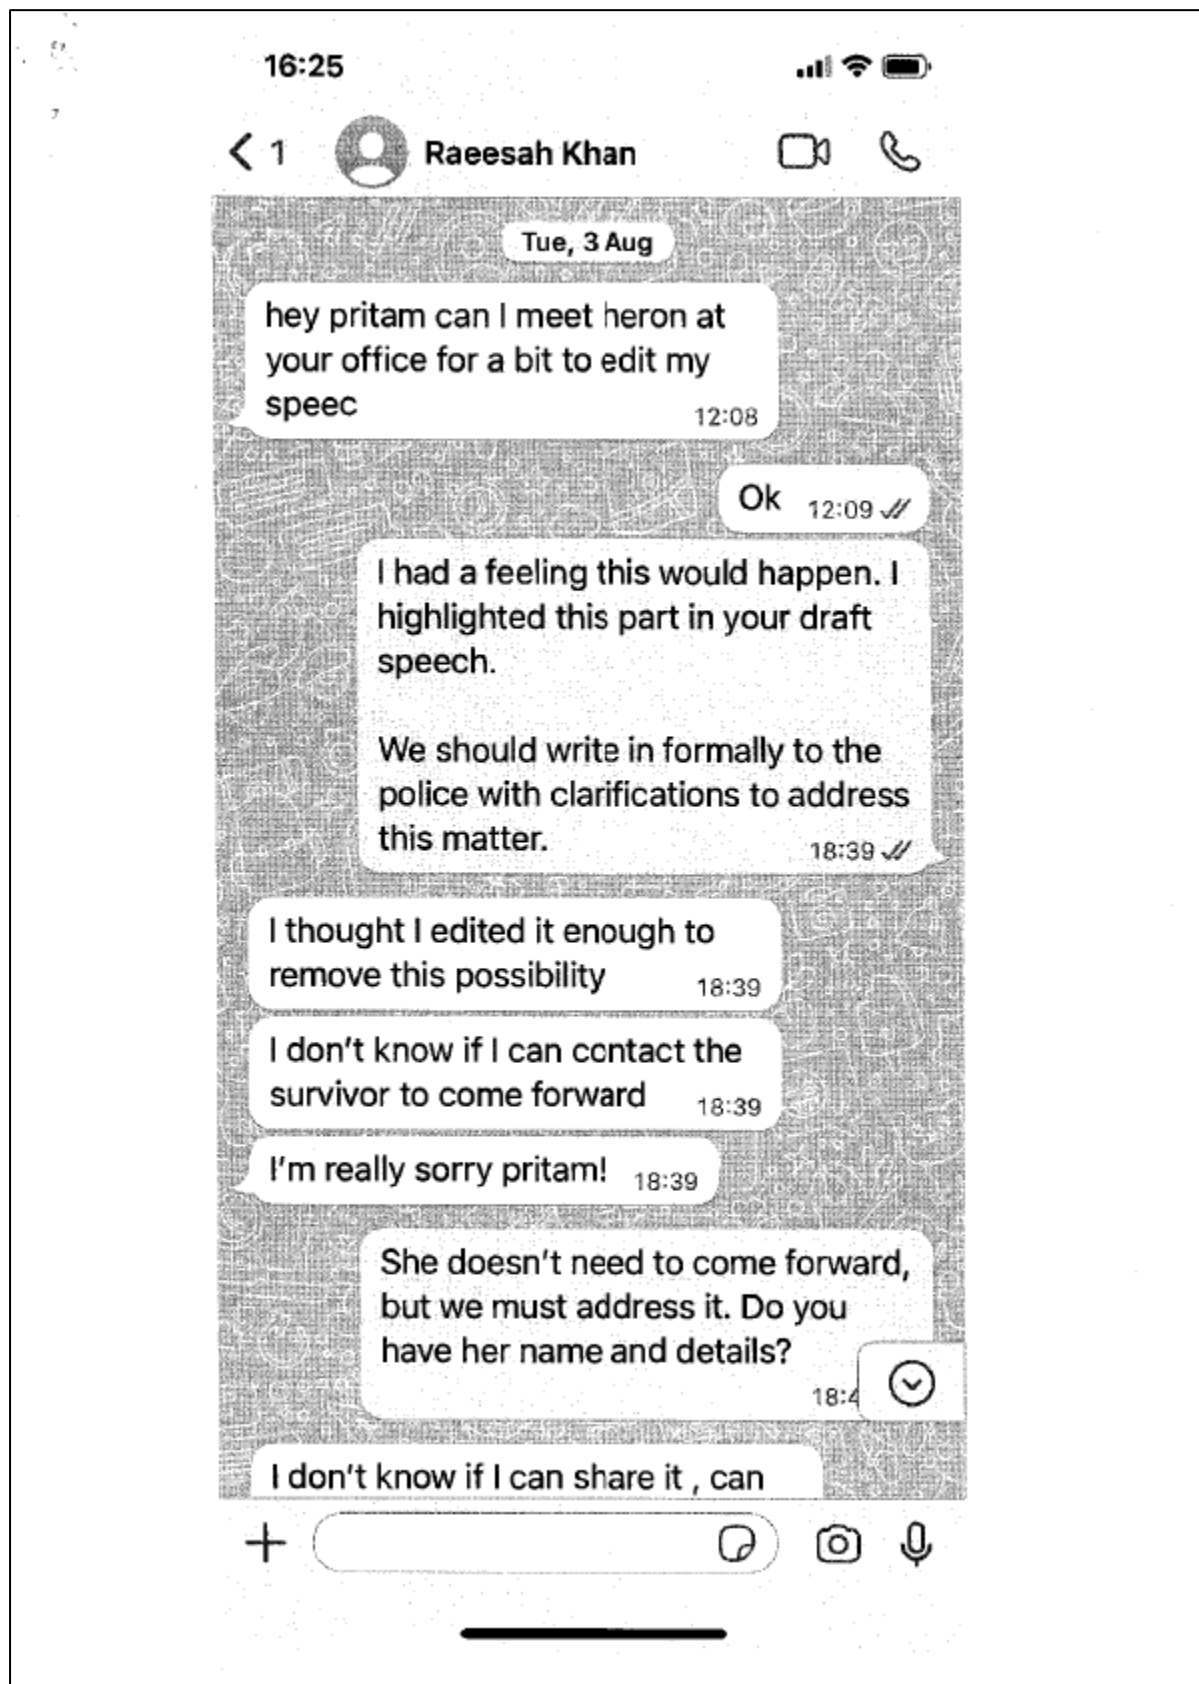 16:25
1
Raeesah Khan
Tue, 3 Aug
hey pritam can I meet heron at
your office for a bit to edit my
speec
12:08
Ok
12:09
I had a feeling this would happen. I
highlighted this part in your draft
speech.
We should write in formally to the
police with clarifications to address
this matter.
18:39
I thought I edited it enough to
remove this possibility
18:39
I don't know if I can contact the
survivor to come forward
18:39
I'm really sorry pritam!
18:39
She doesn't need to come forward,
but we must address it. Do you
have her name and details?
18:4
I don't know if I can share it , can